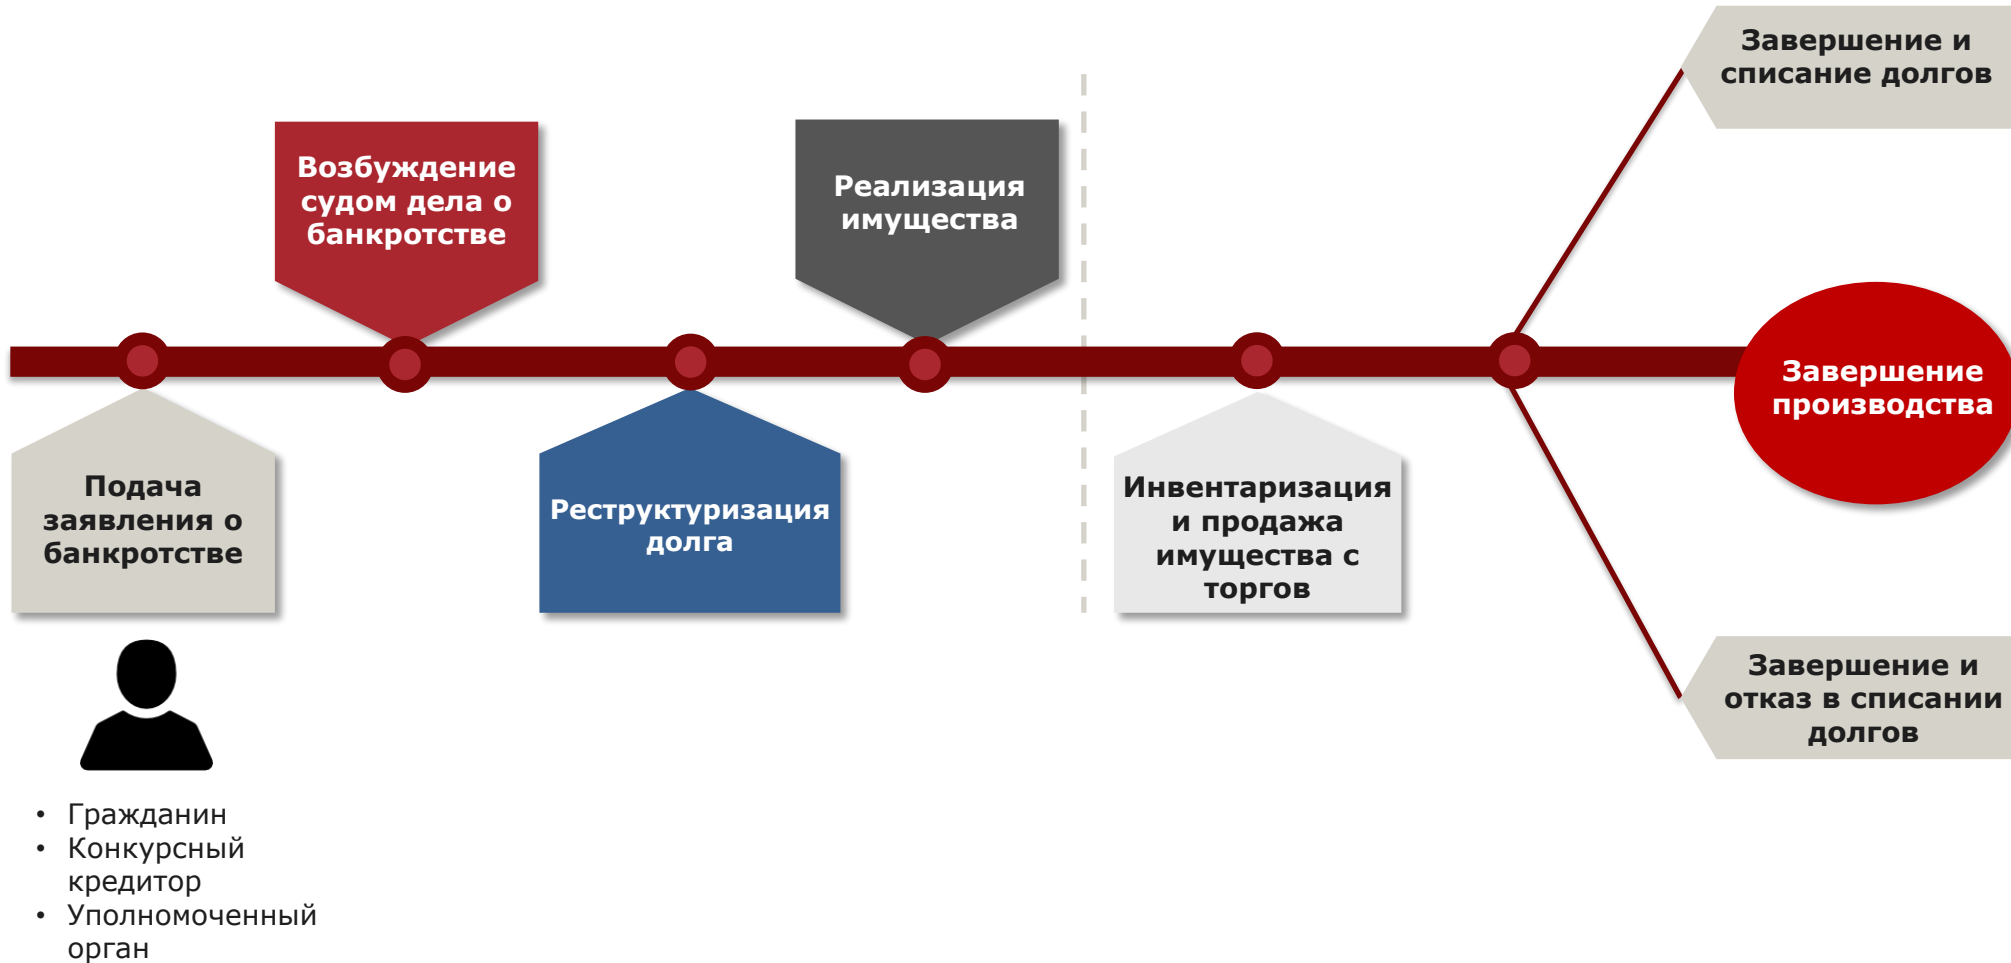 Завершение и
списание долгов
Возбуждение
судом дела о
банкротстве
Реализация
имущества
Завершение
производства
Подача
заявления о
банкротстве
Реструктуризация
долга
Инвентаризация
и продажа
имущества с
торгов
Завершение и
отказ в списании
долгов
• Гражданин
• Конкурсный
кредитор
• Уполномоченный
орган